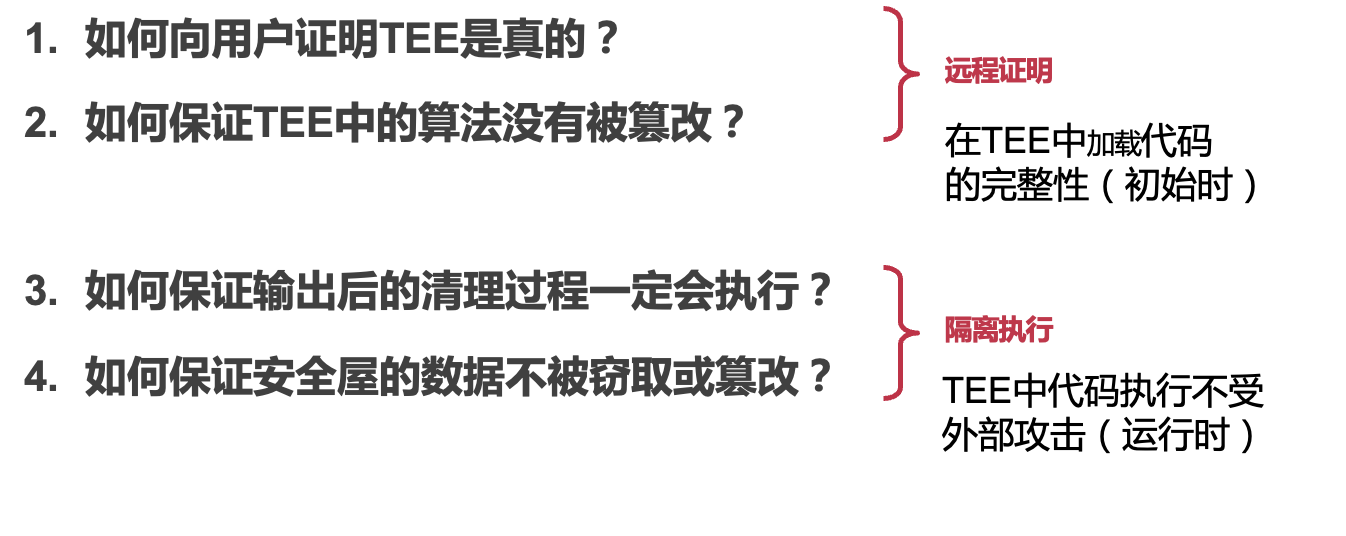 1. 如何向用户证明TEE是真的？
2. 如何保证TEE中的算法没有被篡改？
远程证明
在TEE中加载代码
的完整性（初始时）
3. 如何保证输出后的清理过程一定会执行？
4. 如何保证安全屋的数据不被窃取或篡改？
隔离执行
TEE中代码执行不受
外部攻击（运行时）